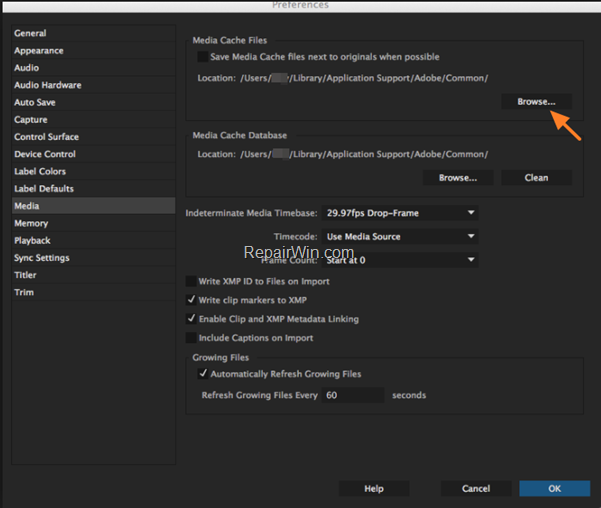 Preferences
General
Appearance
Audio
Audio Hardware
Auto Save
Capture
Control Surface
Device Control
Label Colors
Label Defaults
Media
Memory
Playback
Sync Settings
Titler
Trim
Media Cache Files
Save Media Cache files next to originals when possible
Location: /Users/ /Library/Application Support/Adobe/Common/
Browse...
Media Cache Database
Location: /Users/ /Library/Application Support/Adobe/Common/
Browse... Clean
Indeterminate Media Timebase: 29.97fps Drop-Frame
Timecode: Use Media Source
RepairWin.com
Frame Count: Start at 0
Write XMP ID to Files on Import
Write clip markers to XMP
Enable Clip and XMP Metadata Linking
Include Captions on Import
Growing Files
Automatically Refresh Growing Files
Refresh Growing Files Every 60 seconds
Help Cancel OK